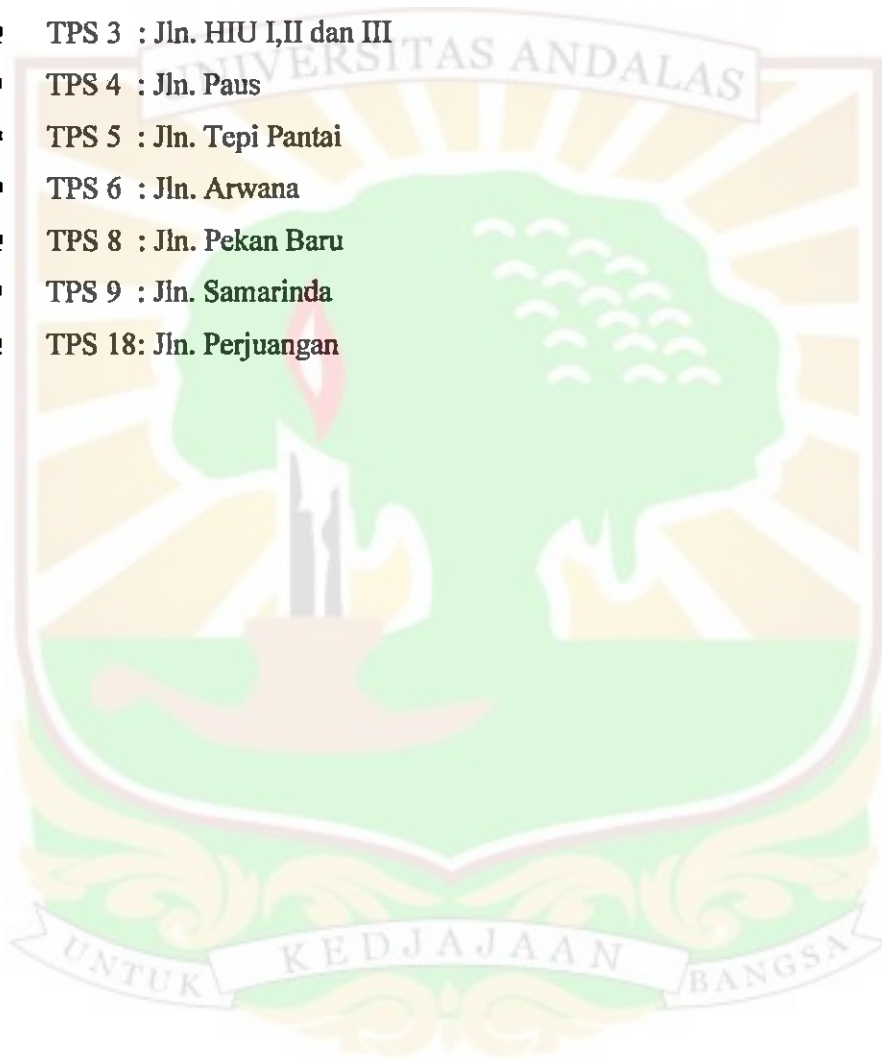 TPS 3 : Jln. HIU I,II dan III
UNIVERSITAS ANDALAS
TPS 4 : Jln. Paus
TPS 5 : Jln. Tepi Pantai
TPS 6 : Jln. Arwana
TPS 8 : Jln. Pekan Baru
TPS 9 : Jln. Samarinda
TPS 18: Jln. Perjuangan
UNTUK KEDJAJAAN BANGSA